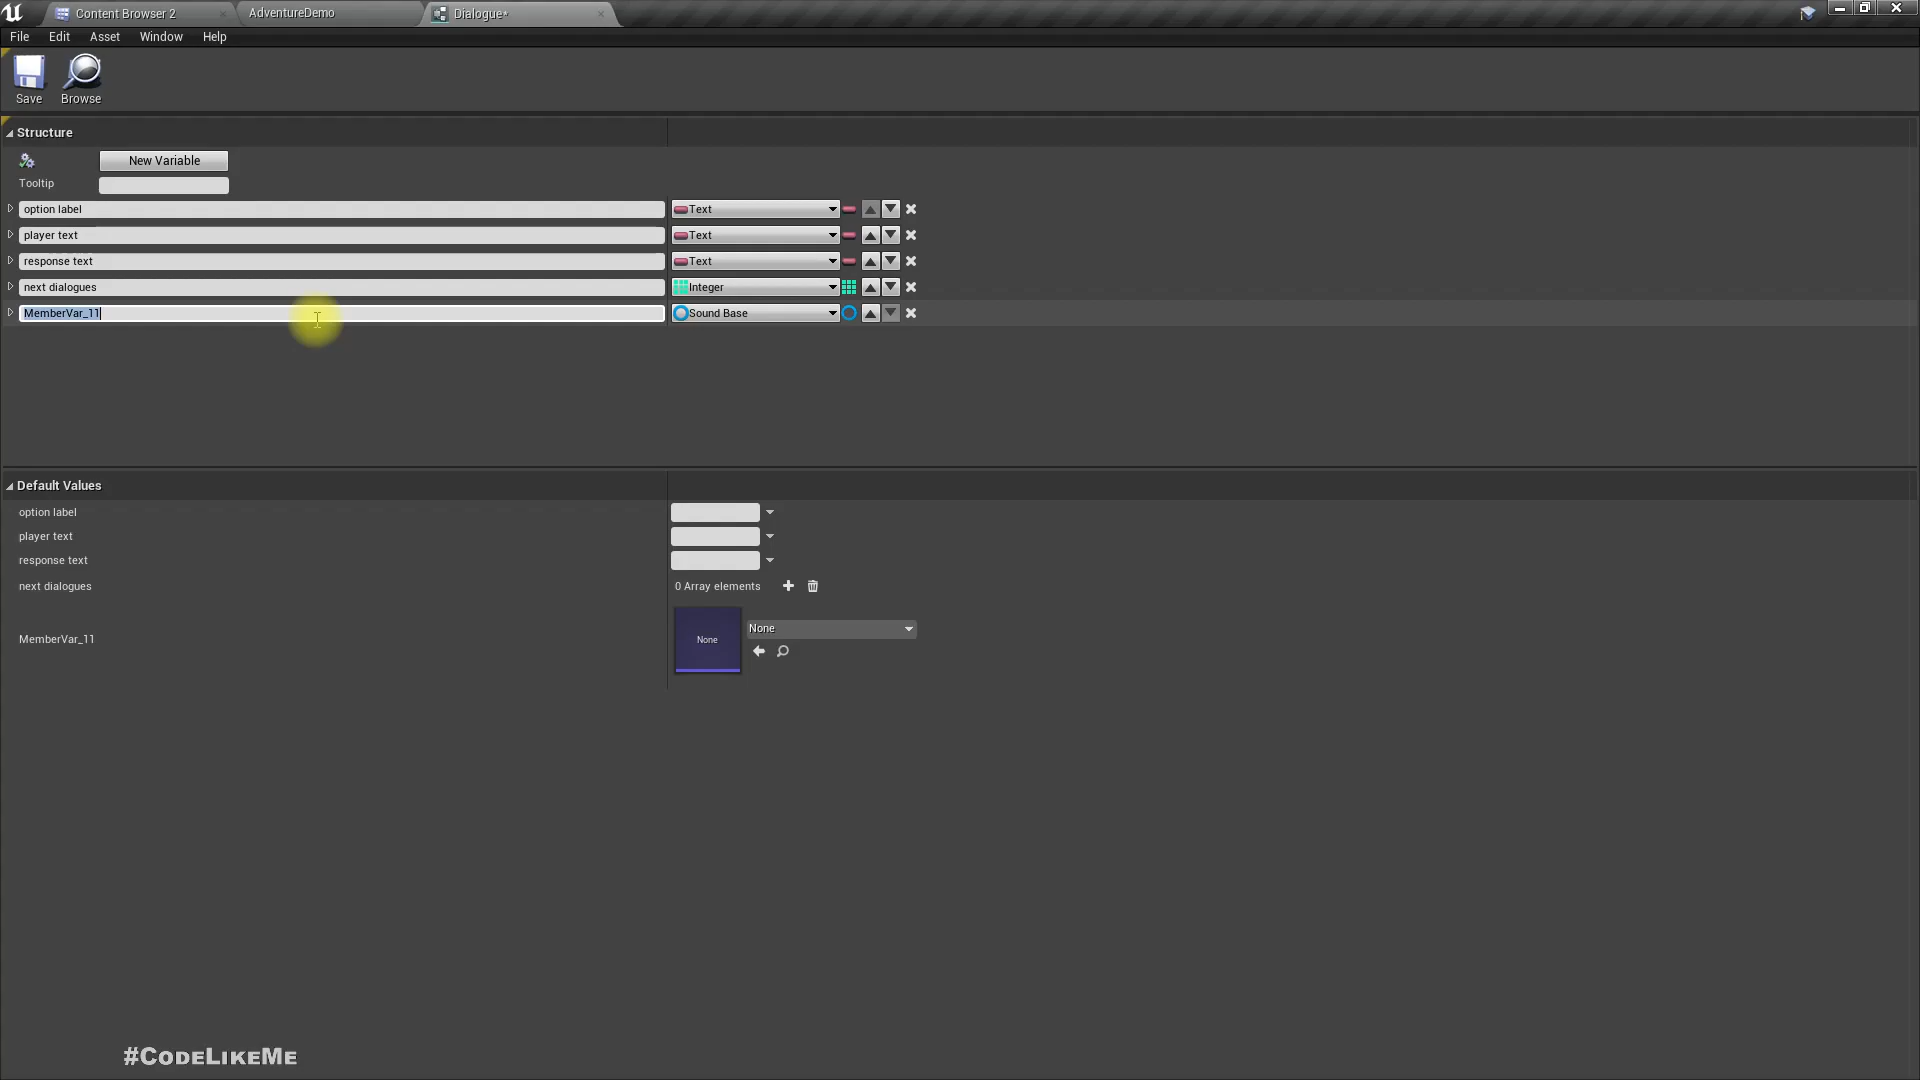 Content Browser 2
AdventureDemo
Dialogue*
File Edit Asset Window Help
Save Browse
Structure
New Variable
Tooltip
option label Text
player text Text
response text Text
next dialogues Integer
MemberVar_11 Sound Base
Default Values
option label
player text
response text
next dialogues 0 Array elements
MemberVar_11 None None
#CodeLikeMe